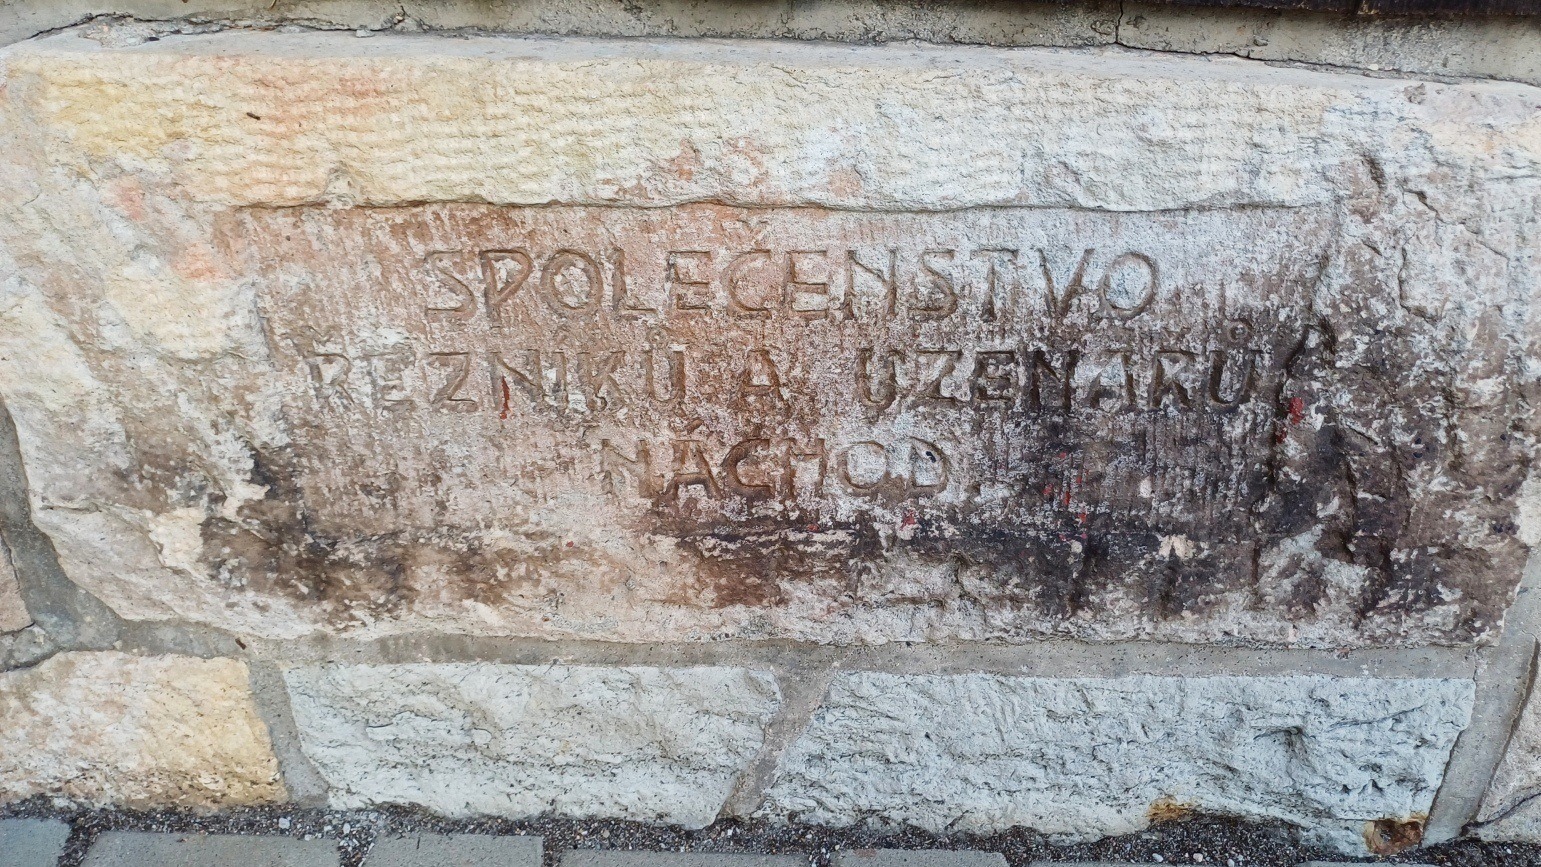 SPOLEČENSTVO
ŘEZNÍKŮ A UZENÁŘŮ
NÁCHOD